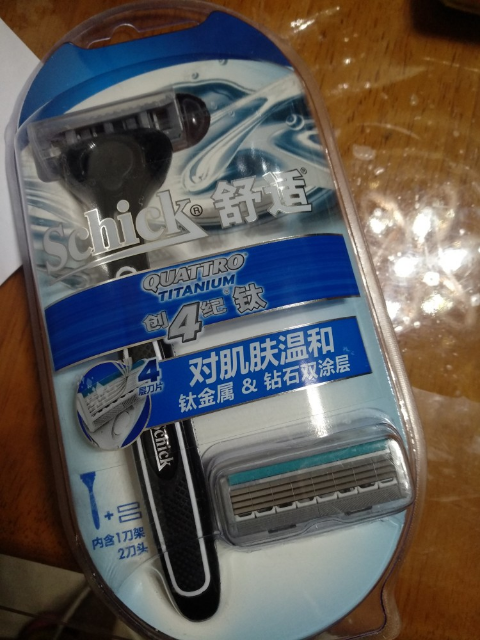 Schick® 舒适®
QUATTRO®
TITANIUM
创4纪 钛
4
层刀片
对肌肤温和
钛金属 & 钻石双涂层
Schick
+
内含1刀架
2刀头